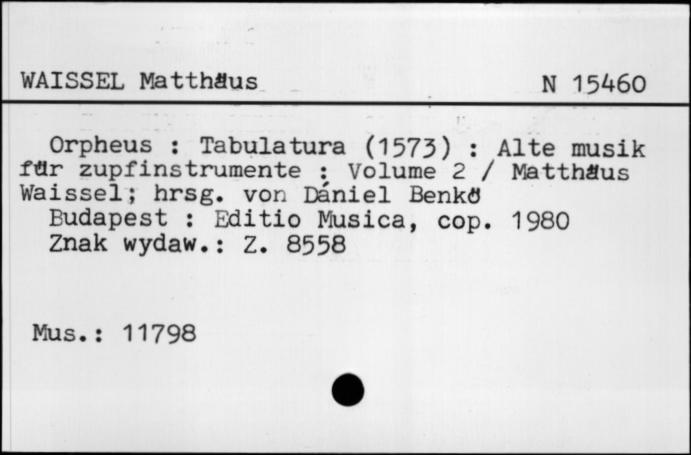 WAISSEL Matthäus N 15460
Orpheus : Tabulatura (1573) : Alte musik
für zupfinstrumente : Volume 2 / Matthäus
Waissel; hrsg. von Dániel Benkő
Budapest : Editio Musica, cop. 1980
Znak wydaw.: Z. 8558
Mus.: 11798